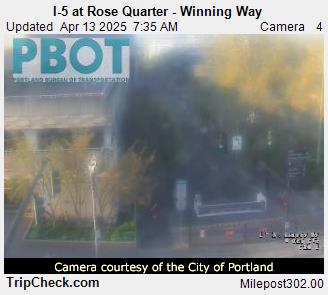 I-5 at Rose Quarter - Winning Way
Updated Apr 13 2025 7:35 AM Camera 4
PBOT
PORTLAND BUREAU OF TRANSPORTATION
Camera courtesy of the City of Portland
TripCheck.com Milepost302.00